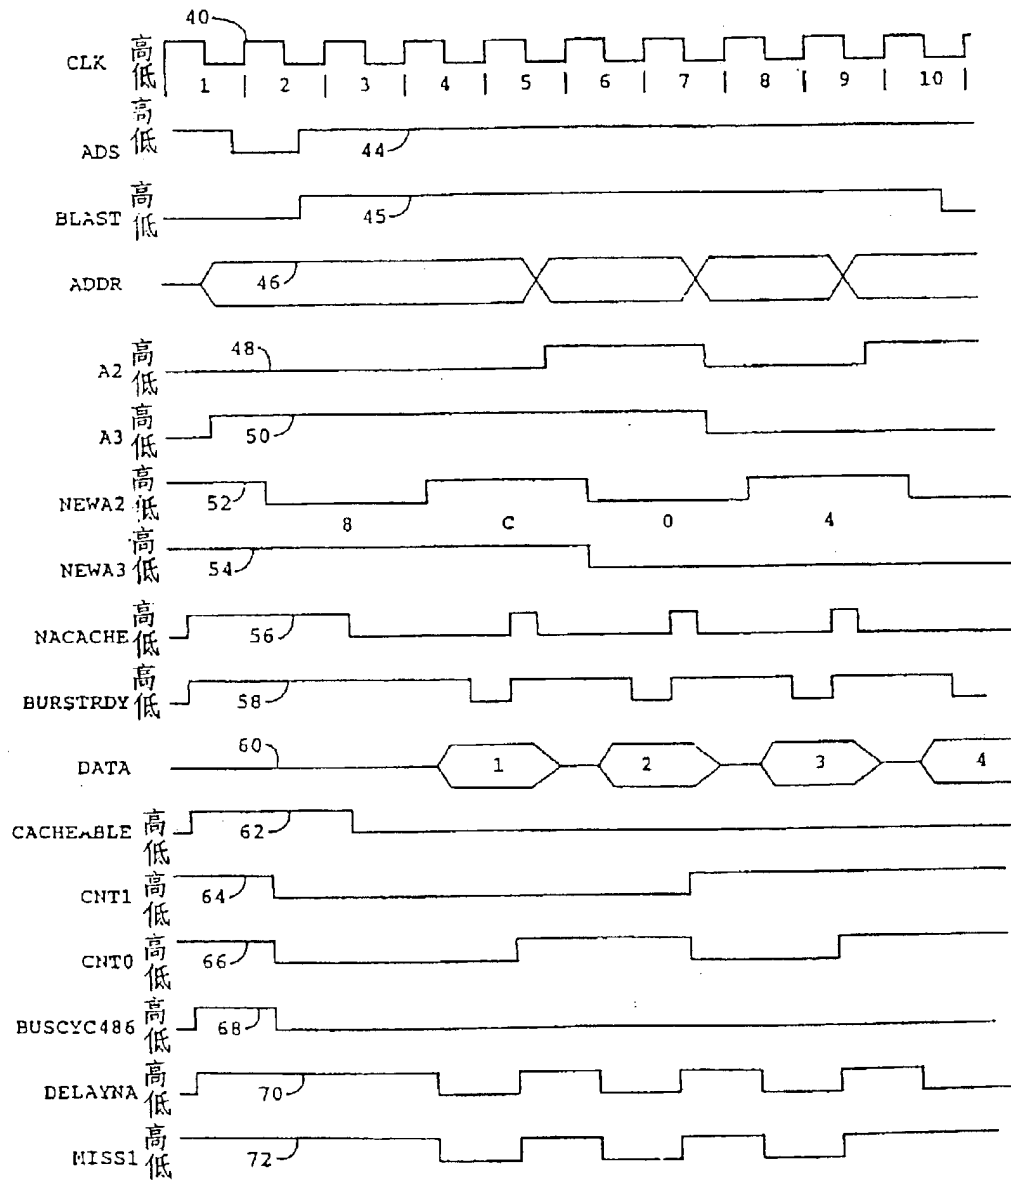 40
CLK 高
低
1 2 3 4 5 6 7 8 9 10
高
ADS 低
44
高
BLAST 低
45
ADDR
46
高
A2 低
48
高
A3 低
50
高
NEWA2 低
52
8 C 0 4
高
NEWA3 低
54
高
NACACHE 低
56
高
BURSTRDY 低
58
60
DATA
1 2 3 4
CACHEABLE 高
低
62
CNT1 高
低
64
CNT0 高
低
66
高
BUSCYC486 低
68
高
DELAYNA 低
70
高
MISS1 低
72